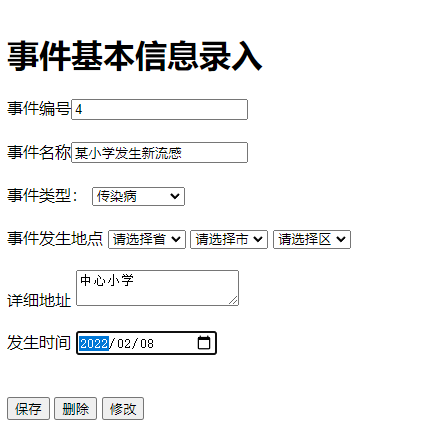 事件基本信息录入
事件编号 4
事件名称 某小学发生新流感
事件类型： 传染病
事件发生地点 请选择省 请选择市 请选择区
详细地址 中心小学
发生时间 2022/02/08
保存 删除 修改